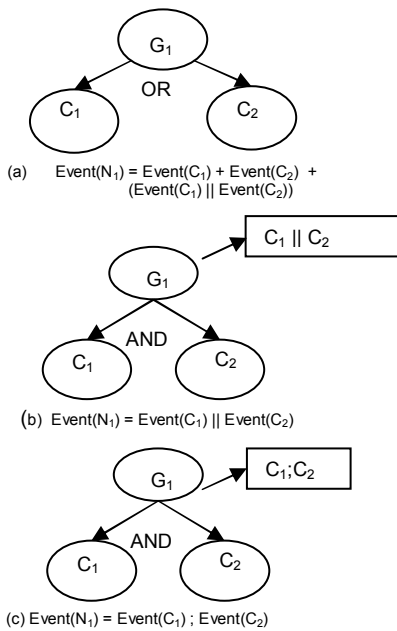 G₁
OR
C₁ C₂
(a) Event(N₁) = Event(C₁) + Event(C₂) +
(Event(C₁) || Event(C₂))
C₁ || C₂
G₁
AND
C₁ C₂
(b) Event(N₁) = Event(C₁) || Event(C₂)
C₁;C₂
G₁
AND
C₁ C₂
(c) Event(N₁) = Event(C₁) ; Event(C₂)